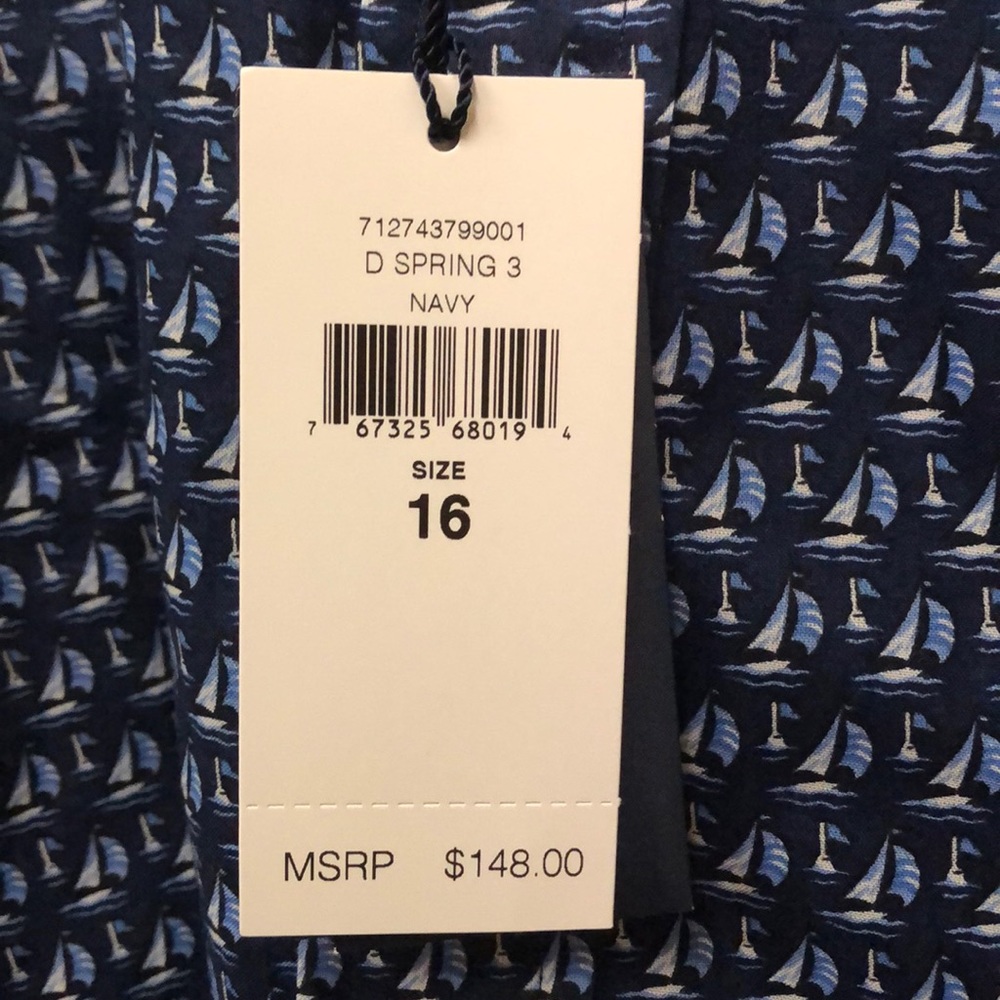 712743799001
D SPRING 3
NAVY
7 67325 68019 4
SIZE
16
MSRP $148.00